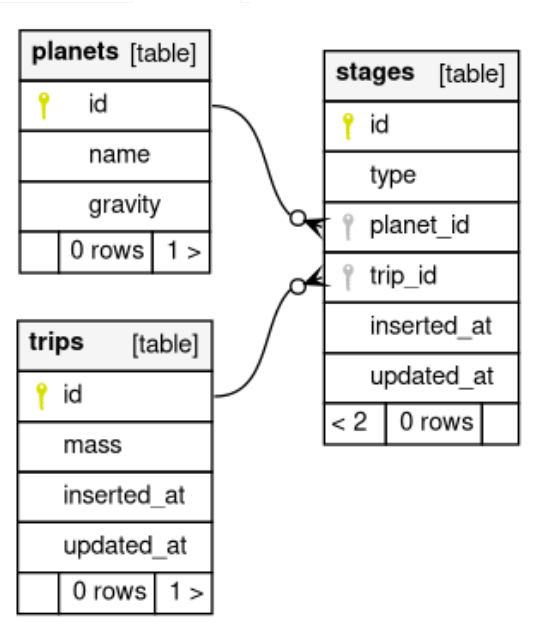 planets [table]
id
name
gravity
0 rows 1 >
trips [table]
id
mass
inserted_at
updated_at
0 rows 1 >
stages [table]
id
type
planet_id
trip_id
inserted_at
updated_at
< 2 0 rows